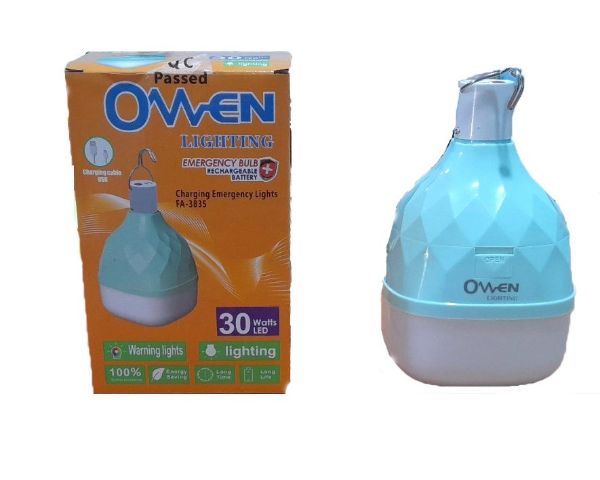 QC
Passed
OWEN
LIGHTING
EMERGENCY BULB
RECHARGEABLE
BATTERY
Charging cable
USB
Charging Emergency Lights
FA-3835
30 Watts
LED
Warning lights
lighting
100%
Energy
Saving
Long
Time
Long
Life
OPEN
OWEN
LIGHTING